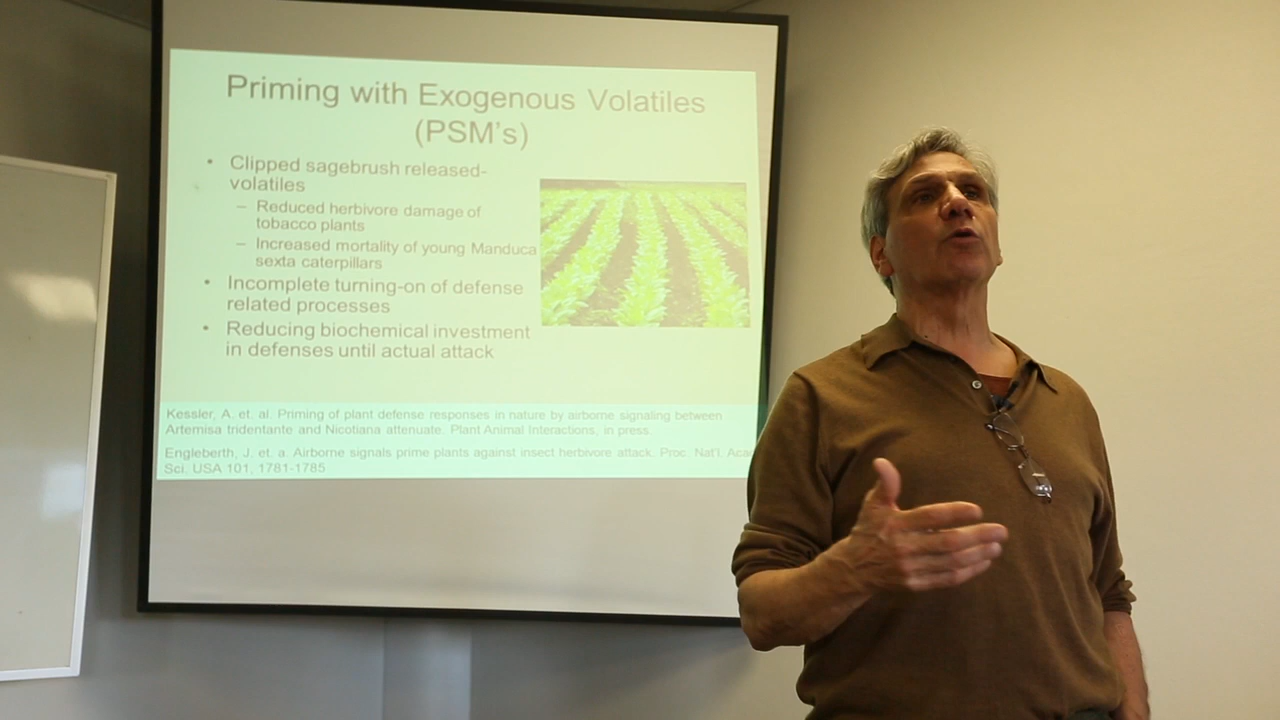 Priming with Exogenous Volatiles
(PSM's)
• Clipped sagebrush released-
volatiles
– Reduced herbivore damage of
tobacco plants
– Increased mortality of young Manduca
sexta caterpillars
• Incomplete turning-on of defense
related processes
• Reducing biochemical investment
in defenses until actual attack
Kessler, A. et. al. Priming of plant defense responses in nature by airborne signaling between
Artemisa tridentante and Nicotiana attenuate. Plant Animal Interactions, in press.
Engleberth, J. et. a. Airborne signals prime plants against insect herbivore attack. Proc. Nat'l. Acad
Sci. USA 101, 1781-1785